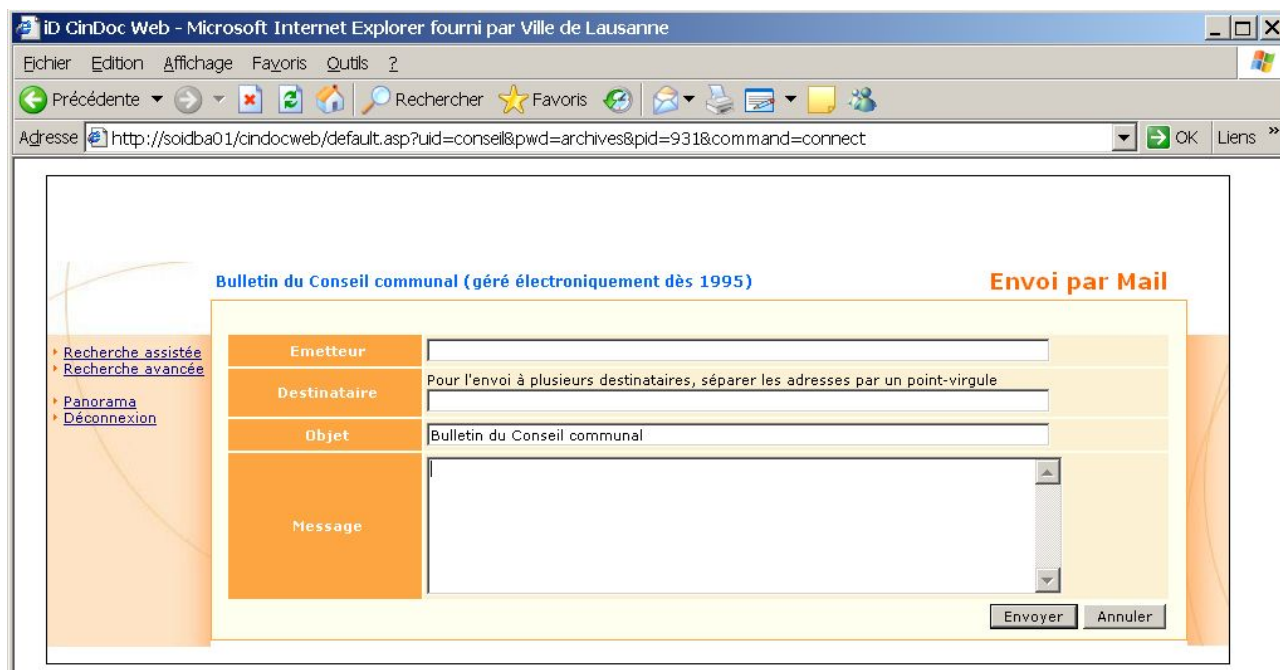 iD CinDoc Web - Microsoft Internet Explorer fourni par Ville de Lausanne
Fichier Edition Affichage Favoris Outils ?
Précédente Rechercher Favoris
Adresse http://soidba01/cindocweb/default.asp?uid=conseil&pwd=archives&pid=931&command=connect OK Liens »
Bulletin du Conseil communal (géré électroniquement dès 1995) Envoi par Mail
Recherche assistée
Recherche avancée
Panorama
Déconnexion
Emetteur
Pour l'envoi à plusieurs destinataires, séparer les adresses par un point-virgule
Destinataire
Objet Bulletin du Conseil communal
Message
Envoyer Annuler